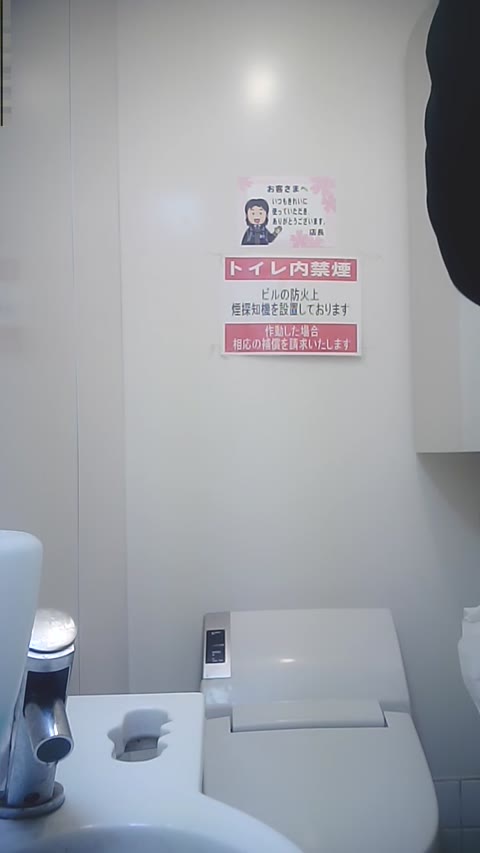 お客さまへ
いつもきれいに
使っていただき
ありがとうございます。
店長
トイレ内禁煙
ビルの防火上
煙探知機を設置しております
作動した場合
相応の補償を請求いたします